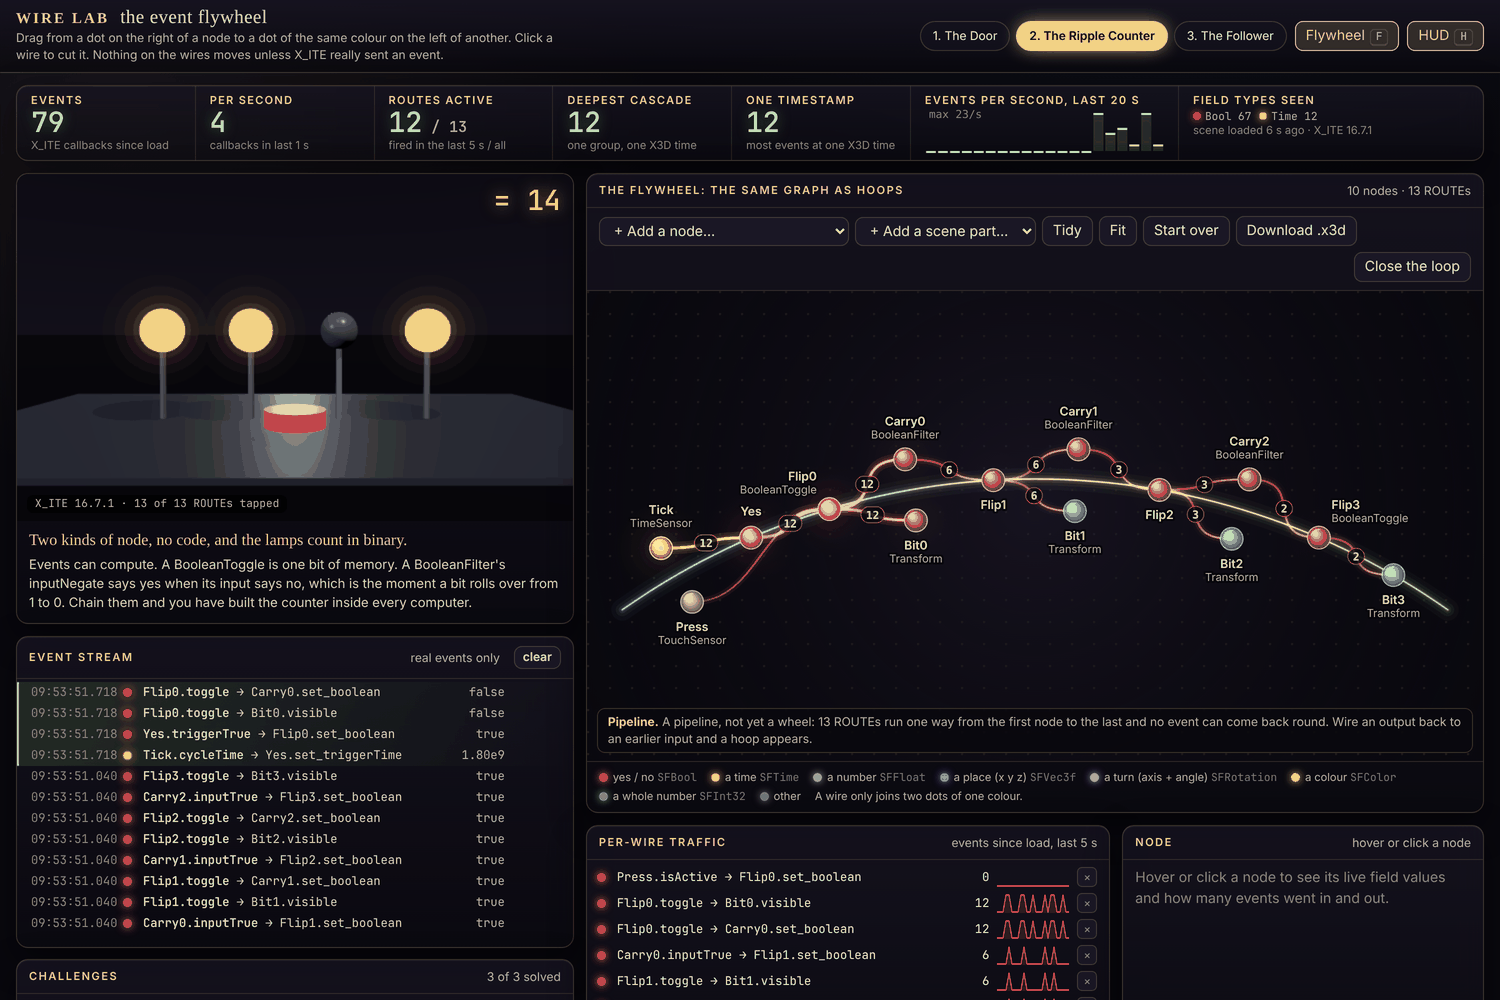 WIRE LAB the event flywheel
Drag from a dot on the right of a node to a dot of the same colour on the left of another. Click a
wire to cut it. Nothing on the wires moves unless X_ITE really sent an event.
1. The Door
2. The Ripple Counter
3. The Follower
Flywheel F
HUD H
EVENTS
79
X_ITE callbacks since load
PER SECOND
4
callbacks in last 1 s
ROUTES ACTIVE
12 / 13
fired in the last 5 s / all
DEEPEST CASCADE
12
one group, one X3D time
ONE TIMESTAMP
12
most events at one X3D time
EVENTS PER SECOND, LAST 20 S
max 23/s
FIELD TYPES SEEN
Bool 67 Time 12
scene loaded 6 s ago · X_ITE 16.7.1
= 14
X_ITE 16.7.1 · 13 of 13 ROUTEs tapped
Two kinds of node, no code, and the lamps count in binary.
Events can compute. A BooleanToggle is one bit of memory. A BooleanFilter's
inputNegate says yes when its input says no, which is the moment a bit rolls over from
1 to 0. Chain them and you have built the counter inside every computer.
EVENT STREAM
real events only
clear
09:53:51.718 Flip0.toggle → Carry0.set_boolean false
09:53:51.718 Flip0.toggle → Bit0.visible false
09:53:51.718 Yes.triggerTrue → Flip0.set_boolean true
09:53:51.718 Tick.cycleTime → Yes.set_triggerTime 1.80e9
09:53:51.040 Flip3.toggle → Bit3.visible true
09:53:51.040 Carry2.inputTrue → Flip3.set_boolean true
09:53:51.040 Flip2.toggle → Carry2.set_boolean true
09:53:51.040 Flip2.toggle → Bit2.visible true
09:53:51.040 Carry1.inputTrue → Flip2.set_boolean true
09:53:51.040 Flip1.toggle → Carry1.set_boolean true
09:53:51.040 Flip1.toggle → Bit1.visible true
09:53:51.040 Carry0.inputTrue → Flip1.set_boolean true
CHALLENGES
3 of 3 solved
THE FLYWHEEL: THE SAME GRAPH AS HOOPS
10 nodes · 13 ROUTEs
+ Add a node...
+ Add a scene part...
Tidy
Fit
Start over
Download .x3d
Close the loop
Carry0
BooleanFilter
Carry1
BooleanFilter
Carry2
BooleanFilter
Flip0
BooleanToggle
Tick
TimeSensor
Yes
Flip1
Flip2
Flip3
BooleanToggle
Bit0
Transform
Bit1
Transform
Bit2
Transform
Bit3
Transform
Press
TouchSensor
12
12
12
12
6
6
6
3
3
3
2
2
Pipeline. A pipeline, not yet a wheel: 13 ROUTEs run one way from the first node to the last and no event can come back round. Wire an output back to
an earlier input and a hoop appears.
yes / no SFBool a time SFTime a number SFFloat a place (x y z) SFVec3f a turn (axis + angle) SFRotation a colour SFColor
a whole number SFInt32 other A wire only joins two dots of one colour.
PER-WIRE TRAFFIC
events since load, last 5 s
Press.isActive → Flip0.set_boolean 0 ×
Flip0.toggle → Bit0.visible 12 ×
Flip0.toggle → Carry0.set_boolean 12 ×
Carry0.inputTrue → Flip1.set_boolean 6 ×
Flip1.toggle → Bit1.visible 6 ×
NODE
hover or click a node
Hover or click a node to see its live field values
and how many events went in and out.